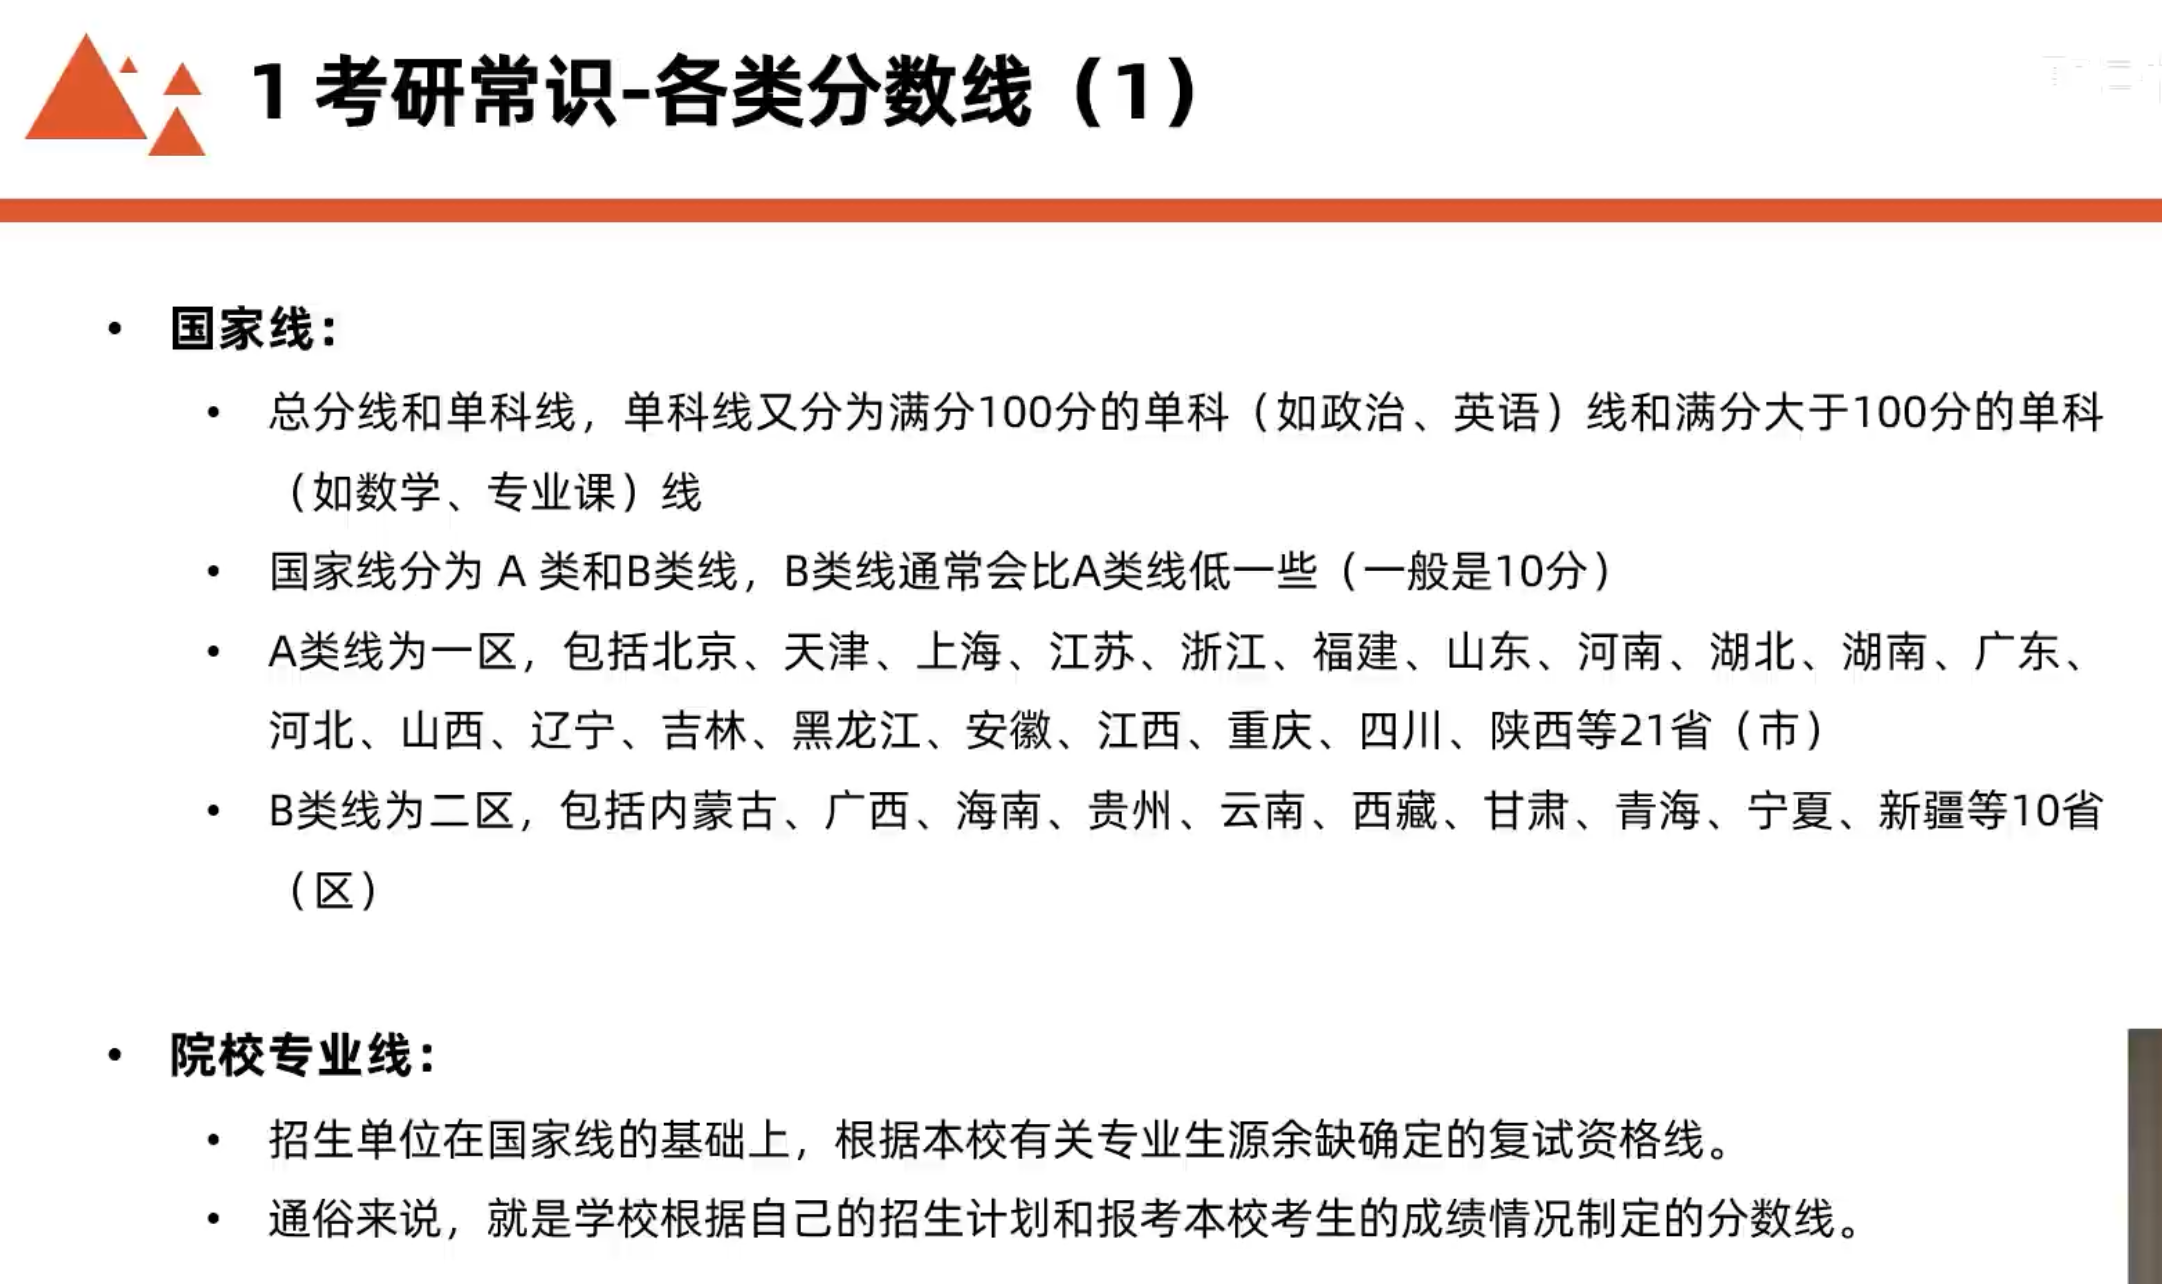 1 考研常识-各类分数线（1）
• 国家线：
• 总分线和单科线，单科线又分为满分100分的单科（如政治、英语）线和满分大于100分的单科
（如数学、专业课）线
• 国家线分为 A 类和B类线，B类线通常会比A类线低一些（一般是10分）
• A类线为一区，包括北京、天津、上海、江苏、浙江、福建、山东、河南、湖北、湖南、广东、
河北、山西、辽宁、吉林、黑龙江、安徽、江西、重庆、四川、陕西等21省（市）
• B类线为二区，包括内蒙古、广西、海南、贵州、云南、西藏、甘肃、青海、宁夏、新疆等10省
（区）
• 院校专业线：
• 招生单位在国家线的基础上，根据本校有关专业生源余缺确定的复试资格线。
• 通俗来说，就是学校根据自己的招生计划和报考本校考生的成绩情况制定的分数线。